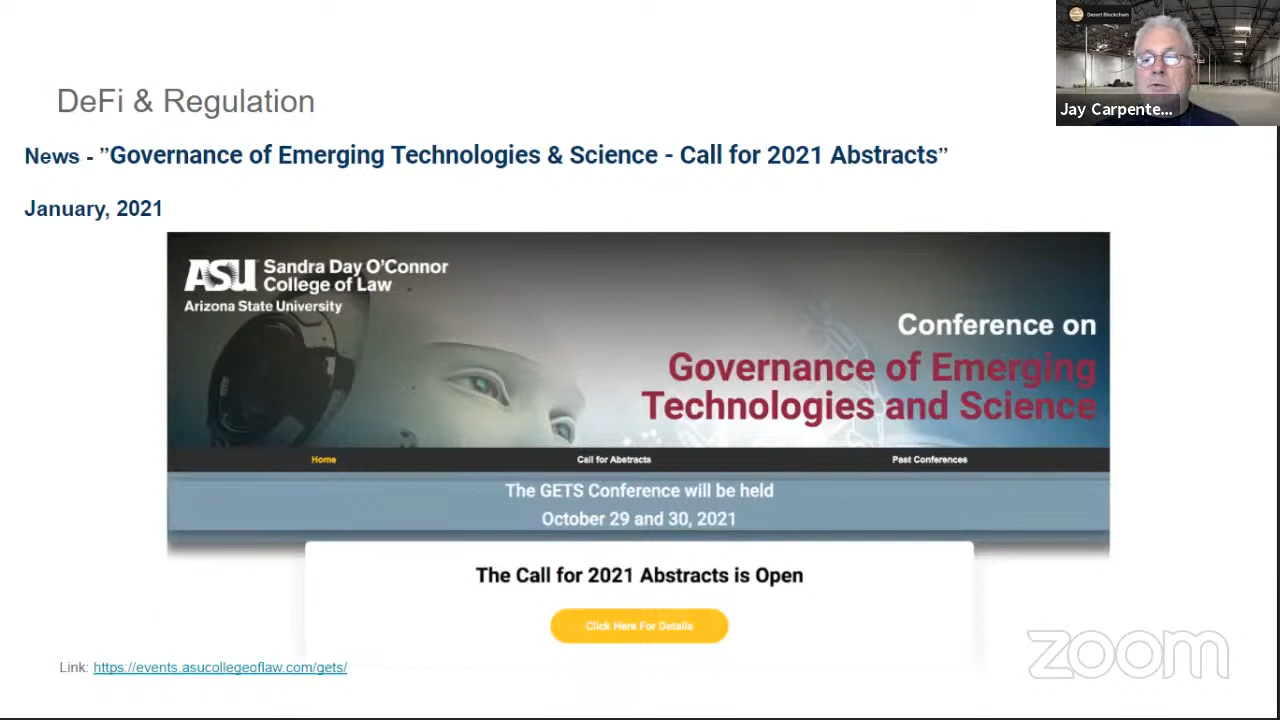 Desert Blockchain
Jay Carpente...
DeFi & Regulation
News - ”Governance of Emerging Technologies & Science - Call for 2021 Abstracts”
January, 2021
ASU Sandra Day O’Connor
College of Law
Arizona State University
Conference on
Governance of Emerging
Technologies and Science
Home Call for Abstracts Past Conferences
The GETS Conference will be held
October 29 and 30, 2021
The Call for 2021 Abstracts is Open
Click Here For Details
Link: https://events.asucollegeoflaw.com/gets/
zoom